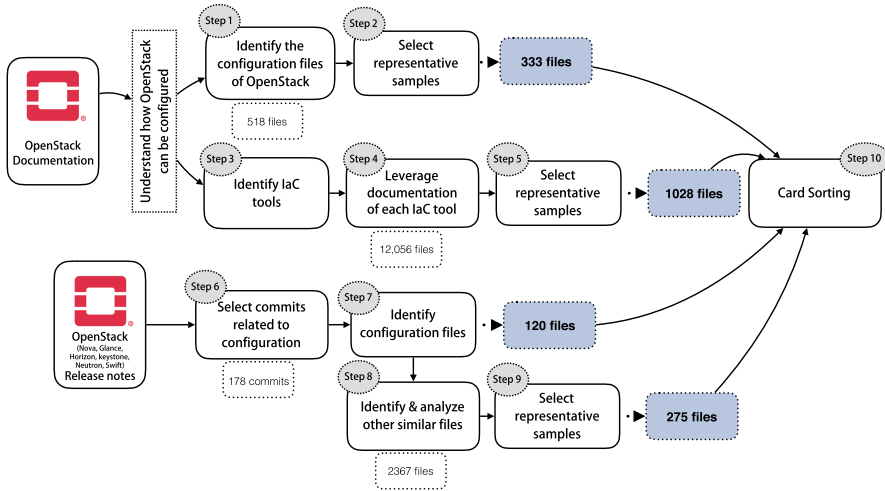 OpenStack
Documentation
Understand how OpenStack
can be configured
Step 1
Identify the
configuration files
of OpenStack
518 files
Step 2
Select
representative
samples
333 files
Step 3
Identify IaC
tools
Step 4
Leverage
documentation
of each IaC tool
12,056 files
Step 5
Select
representative
samples
1028 files
Step 10
Card Sorting
OpenStack
(Nova, Glance,
Horizon, keystone,
Neutron, Swift)
Release notes
Step 6
Select commits
related to
configuration
178 commits
Step 7
Identify
configuration files
120 files
Step 8
Identify & analyze
other similar files
2367 files
Step 9
Select
representative
samples
275 files